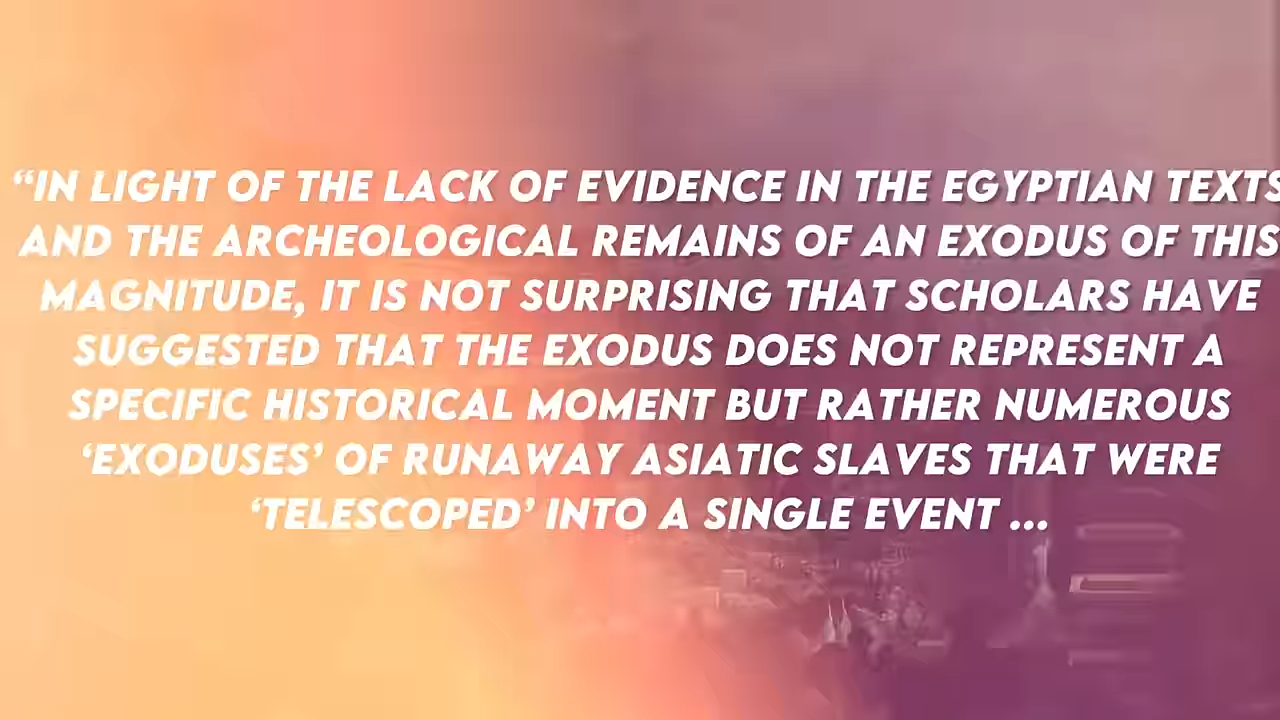 “IN LIGHT OF THE LACK OF EVIDENCE IN THE EGYPTIAN TEXTS
AND THE ARCHEOLOGICAL REMAINS OF AN EXODUS OF THIS
MAGNITUDE, IT IS NOT SURPRISING THAT SCHOLARS HAVE
SUGGESTED THAT THE EXODUS DOES NOT REPRESENT A
SPECIFIC HISTORICAL MOMENT BUT RATHER NUMEROUS
‘EXODUSES’ OF RUNAWAY ASIATIC SLAVES THAT WERE
‘TELESCOPED’ INTO A SINGLE EVENT ...